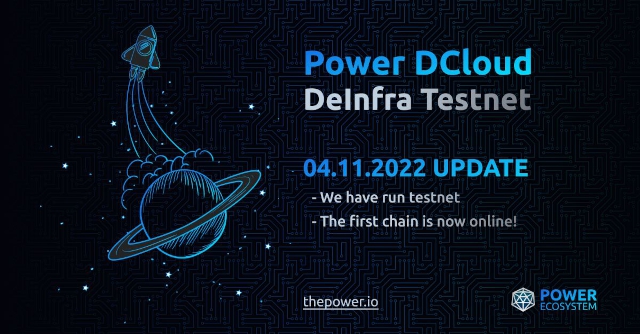 Power DCloud
DeInfra Testnet
04.11.2022 UPDATE
- We have run testnet
- The first chain is now online!
thepower.io
POWER
ECOSYSTEM